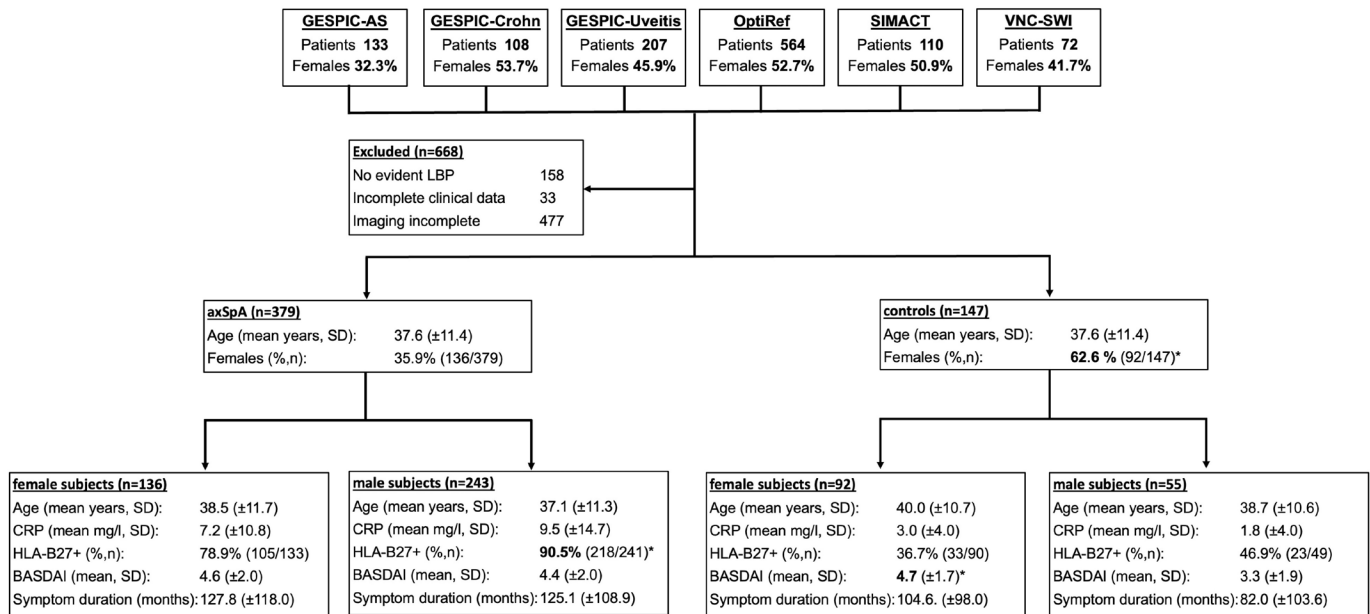 GESPIC-AS
Patients 133
Females 32.3%
GESPIC-Crohn
Patients 108
Females 53.7%
GESPIC-Uveitis
Patients 207
Females 45.9%
OptiRef
Patients 564
Females 52.7%
SIMACT
Patients 110
Females 50.9%
VNC-SWI
Patients 72
Females 41.7%
Excluded (n=668)
No evident LBP 158
Incomplete clinical data 33
Imaging incomplete 477
axSpA (n=379)
Age (mean years, SD): 37.6 (±11.4)
Females (%,n): 35.9% (136/379)
controls (n=147)
Age (mean years, SD): 37.6 (±11.4)
Females (%,n): 62.6 % (92/147)*
female subjects (n=136)
Age (mean years, SD): 38.5 (±11.7)
CRP (mean mg/l, SD): 7.2 (±10.8)
HLA-B27+ (%,n): 78.9% (105/133)
BASDAI (mean, SD): 4.6 (±2.0)
Symptom duration (months): 127.8 (±118.0)
male subjects (n=243)
Age (mean years, SD): 37.1 (±11.3)
CRP (mean mg/l, SD): 9.5 (±14.7)
HLA-B27+ (%,n): 90.5% (218/241)*
BASDAI (mean, SD): 4.4 (±2.0)
Symptom duration (months): 125.1 (±108.9)
female subjects (n=92)
Age (mean years, SD): 40.0 (±10.7)
CRP (mean mg/l, SD): 3.0 (±4.0)
HLA-B27+ (%,n): 36.7% (33/90)
BASDAI (mean, SD): 4.7 (±1.7)*
Symptom duration (months): 104.6. (±98.0)
male subjects (n=55)
Age (mean years, SD): 38.7 (±10.6)
CRP (mean mg/l, SD): 1.8 (±4.0)
HLA-B27+ (%,n): 46.9% (23/49)
BASDAI (mean, SD): 3.3 (±1.9)
Symptom duration (months): 82.0 (±103.6)